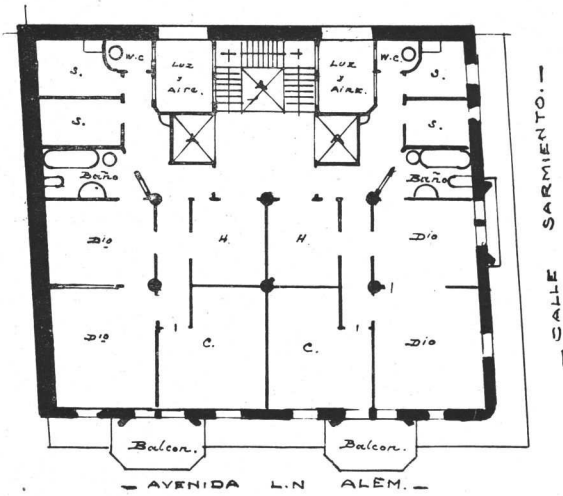 S. W.C. LUZ Y AIRE. A LUZ Y AIRE. W.C. S.
S. A A S.
Baño Baño
Dio H. H. Dio
Dio C. C. Dio
Balcon. Balcon.
— AVENIDA L.N ALEM. —
— CALLE SARMIENTO. —